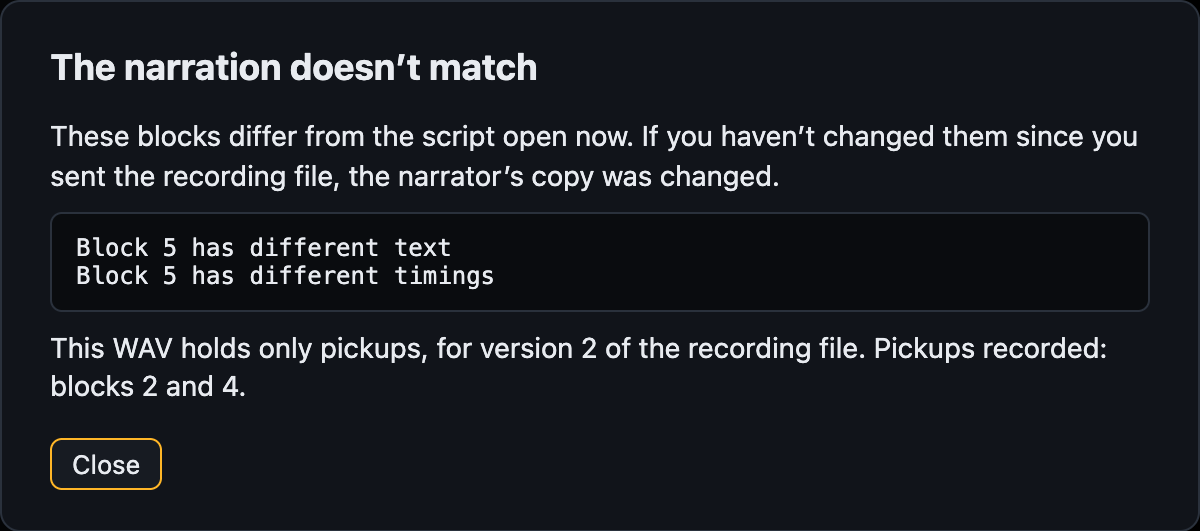 The narration doesn’t match
These blocks differ from the script open now. If you haven’t changed them since you
sent the recording file, the narrator’s copy was changed.
Block 5 has different text
Block 5 has different timings
This WAV holds only pickups, for version 2 of the recording file. Pickups recorded:
blocks 2 and 4.
Close